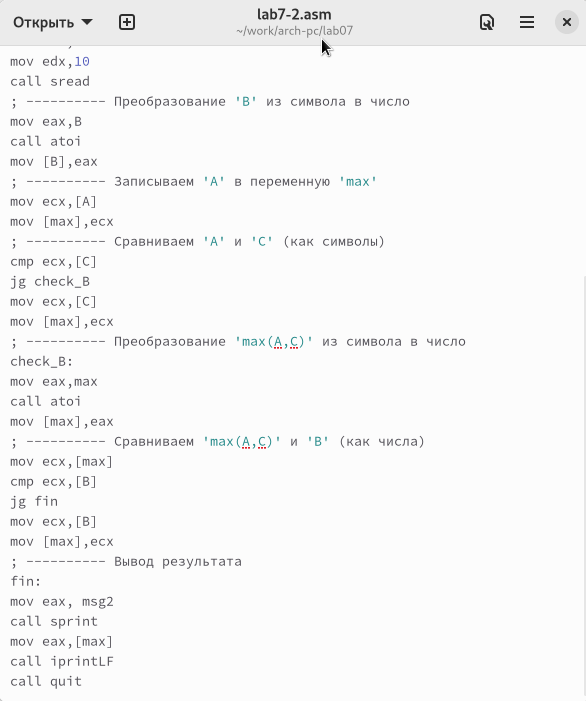 Открыть
lab7-2.asm
~/work/arch-pc/lab07
mov edx,10
call sread
; ---------- Преобразование 'B' из символа в число
mov eax,B
call atoi
mov [B],eax
; ---------- Записываем 'A' в переменную 'max'
mov ecx,[A]
mov [max],ecx
; ---------- Сравниваем 'A' и 'C' (как символы)
cmp ecx,[C]
jg check_B
mov ecx,[C]
mov [max],ecx
; ---------- Преобразование 'max(A,C)' из символа в число
check_B:
mov eax,max
call atoi
mov [max],eax
; ---------- Сравниваем 'max(A,C)' и 'B' (как числа)
mov ecx,[max]
cmp ecx,[B]
jg fin
mov ecx,[B]
mov [max],ecx
; ---------- Вывод результата
fin:
mov eax, msg2
call sprint
mov eax,[max]
call iprintLF
call quit